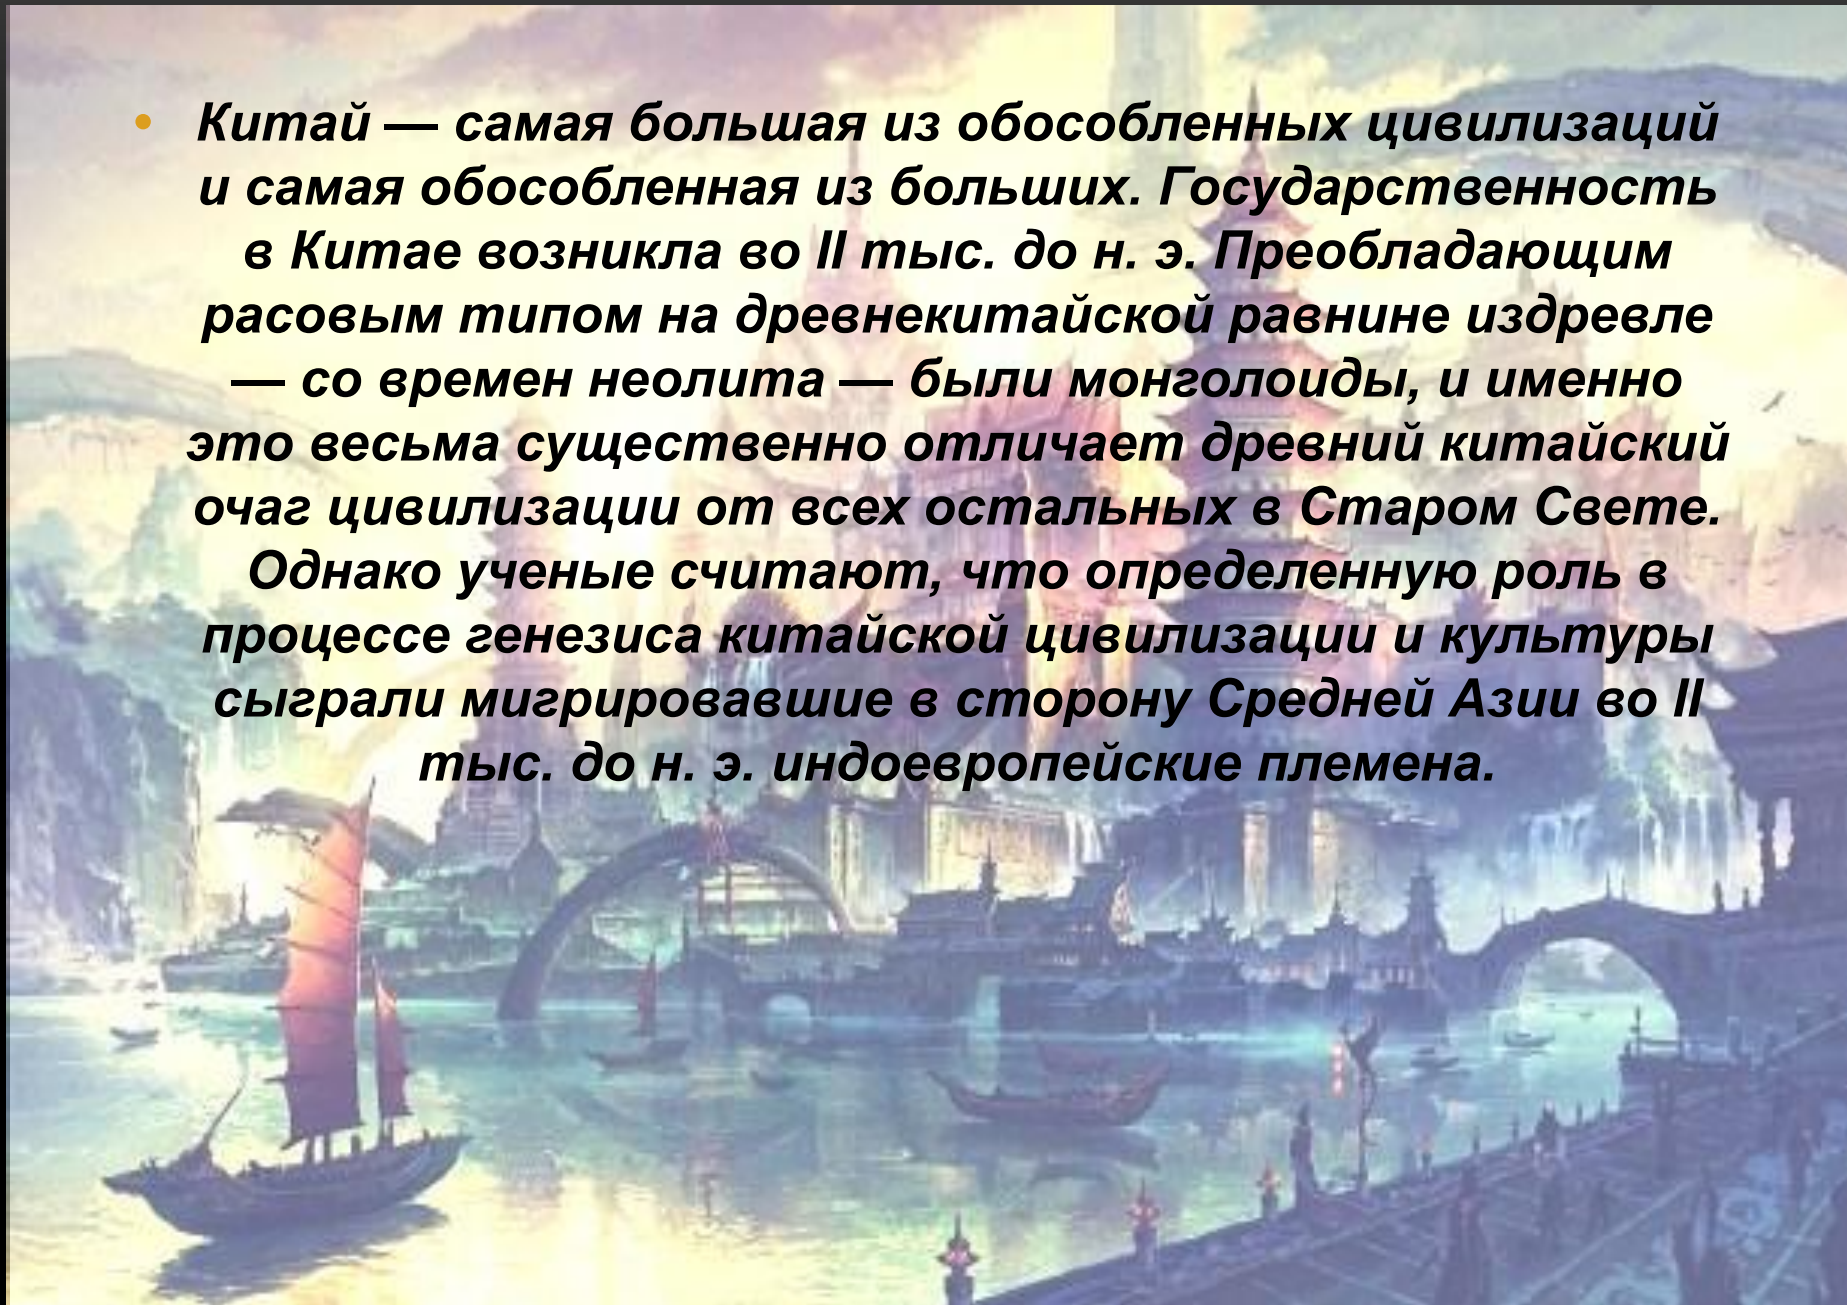 • Китай — самая большая из обособленных цивилизаций
и самая обособленная из больших. Государственность
в Китае возникла во II тыс. до н. э. Преобладающим
расовым типом на древнекитайской равнине издревле
— со времен неолита — были монголоиды, и именно
это весьма существенно отличает древний китайский
очаг цивилизации от всех остальных в Старом Свете.
Однако ученые считают, что определенную роль в
процессе генезиса китайской цивилизации и культуры
сыграли мигрировавшие в сторону Средней Азии во II
тыс. до н. э. индоевропейские племена.